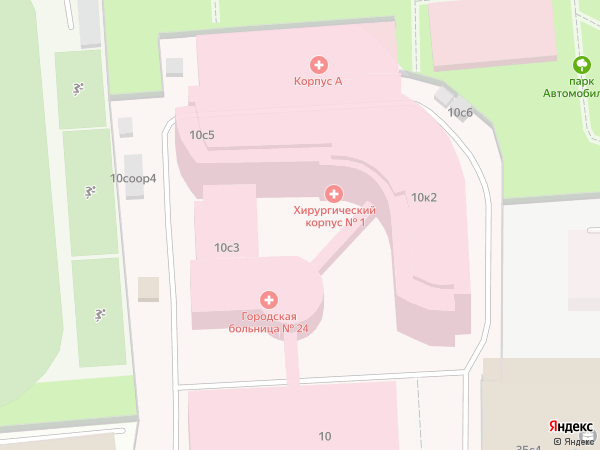 Корпус А
парк
Автомобил
10с6
10с5
10соор4
10к2
Хирургический
корпус № 1
10с3
Городская
больница № 24
10
35с4
Яндекс
© Яндекс